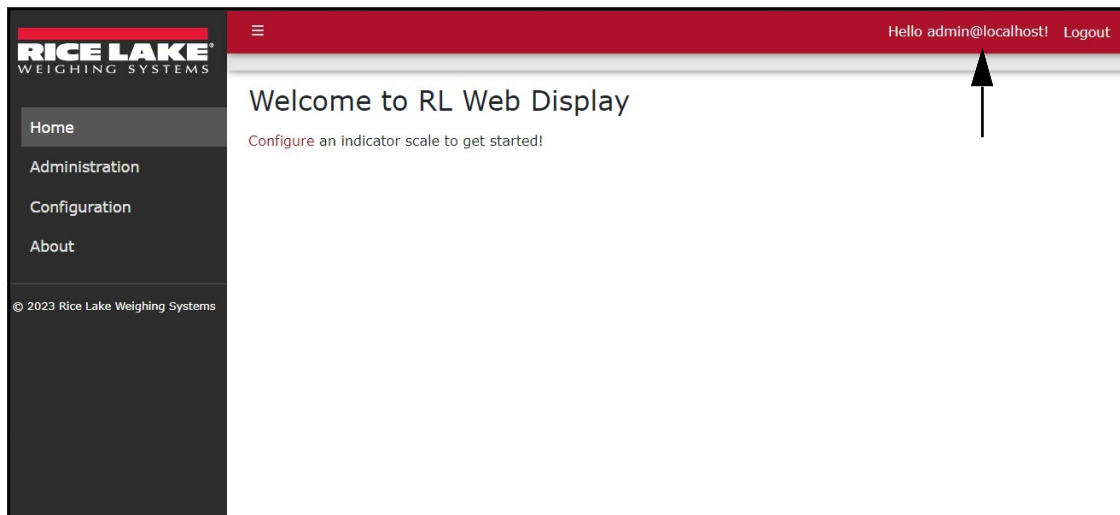 RICE LAKE®
WEIGHING SYSTEMS
Home
Administration
Configuration
About
© 2023 Rice Lake Weighing Systems
☰
Hello admin@localhost! Logout
Welcome to RL Web Display
Configure an indicator scale to get started!